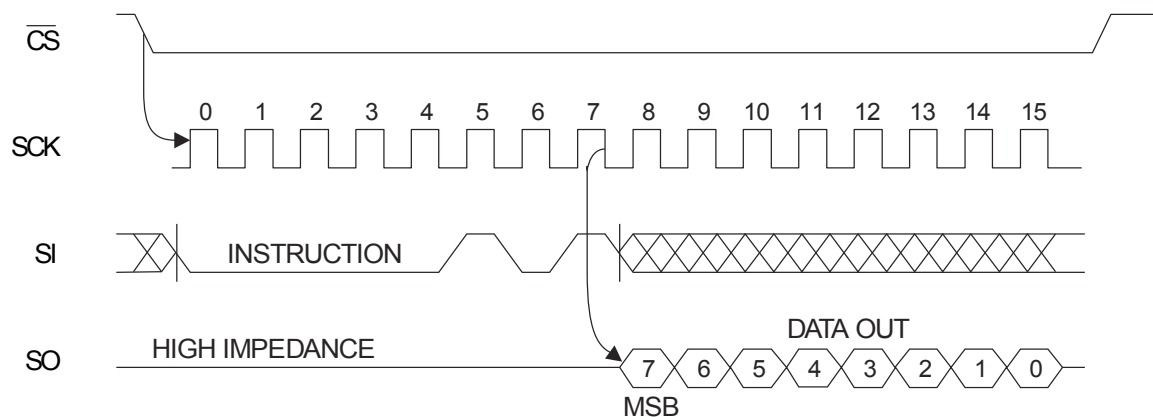 CS
0 1 2 3 4 5 6 7 8 9 10 11 12 13 14 15
SCK
SI INSTRUCTION
DATA OUT
HIGH IMPEDANCE
SO 7 6 5 4 3 2 1 0
MSB